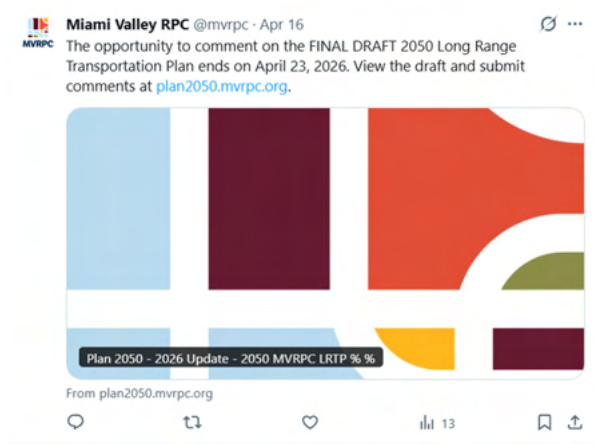 Miami Valley RPC @mvrpc · Apr 16
MVRPC
The opportunity to comment on the FINAL DRAFT 2050 Long Range
Transportation Plan ends on April 23, 2026. View the draft and submit
comments at plan2050.mvrpc.org.
Plan 2050 - 2026 Update - 2050 MVRPC LRTP % %
From plan2050.mvrpc.org
13